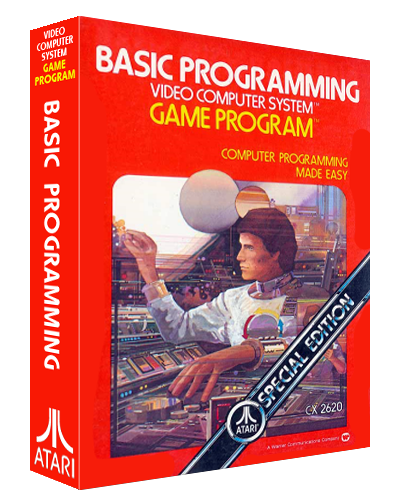 VIDEO
COMPUTER
SYSTEM
GAME
PROGRAM
BASIC PROGRAMMING
ATARI
BASIC PROGRAMMING
VIDEO COMPUTER SYSTEM™
GAME PROGRAM™
COMPUTER PROGRAMMING
MADE EASY
SPECIAL EDITION
CX 2620
A Warner Communications Company